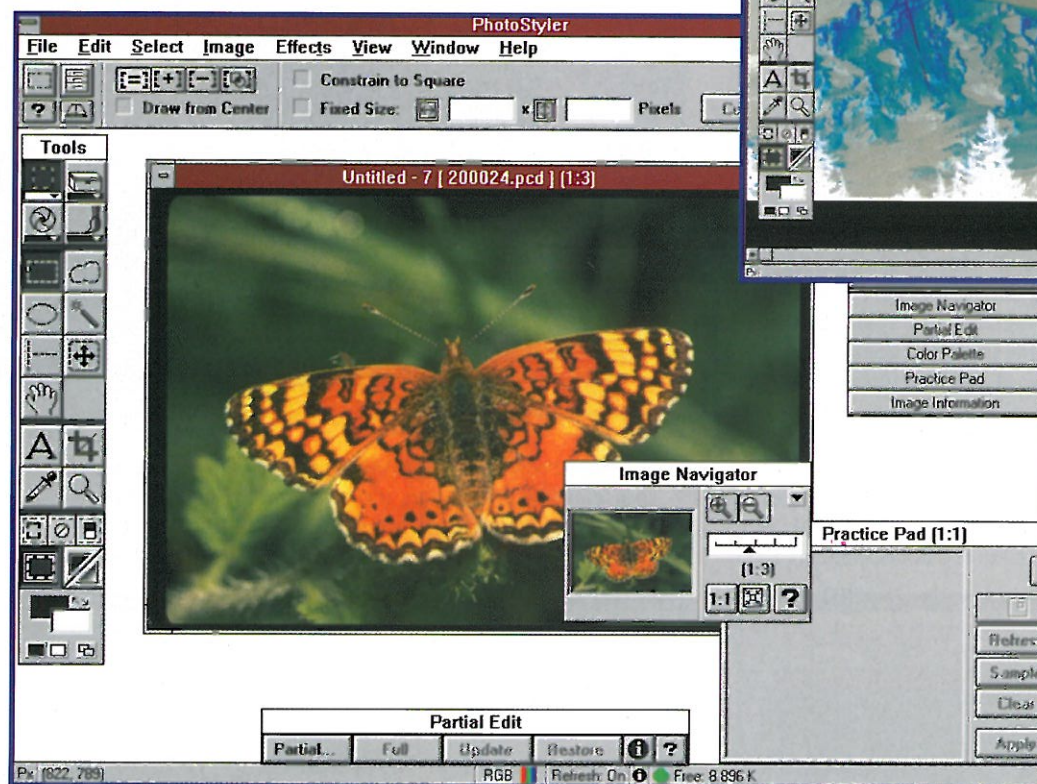 PhotoStyler
File Edit Select Image Effects View Window Help
Constrain to Square
Draw from Center Fixed Size: x Pixels
Tools
Untitled - 7 [ 200024.pcd ] (1:3)
A
A
Image Navigator
Partial Edit
Color Palette
Practice Pad
Image Information
Image Navigator
(1:3)
1:1 ?
Practice Pad (1:1)
Sample
Clear
Apply
Partial Edit
Partial... Full Update Restore ?
Px (822, 789) RGB Refresh: On Free: 8 896 K